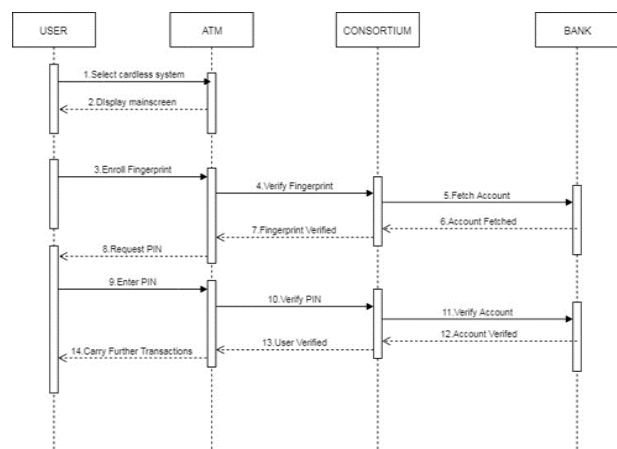 USER
ATM
CONSORTIUM
BANK
1.Select cardless system
2.DIsplay mainscreen
3.Enroll Fingerprint
4.Verify Fingerprint
5.Fetch Account
6.Account Fetched
7.Fingerprint Verified
8.Request PIN
9.Enter PIN
10.Verify PIN
11.Verify Account
12.Account Verifed
13.User Verified
14.Carry Further Transactions